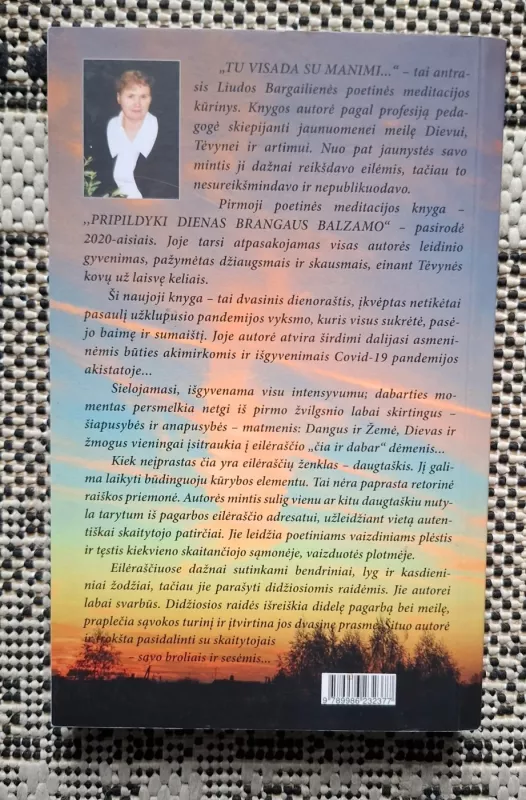 „TU VISADA SU MANIMI...“ – tai antra-
sis Liudos Bargailienės poetinės meditacijos
kūrinys. Knygos autorė pagal profesiją peda-
gogė skiepijanti jaunuomenei meilę Dievui,
Tėvynei ir artimui. Nuo pat jaunystės savo
mintis ji dažnai reikšdavo eilėmis, tačiau to
nesureikšmindavo ir nepublikuodavo.
Pirmoji poetinės meditacijos knyga –
„PRIPILDYKI DIENAS BRANGAUS BALZAMO“ – pasirodė
2020-aisiais. Joje tarsi atpasakojamas visas autorės leidinio
gyvenimas, pažymėtas džiaugsmais ir skausmais, einant Tėvynės
kovų už laisvę keliais.
Ši naujoji knyga – tai dvasinis dienoraštis, įkvėptas netikėtai
pasaulį užklupusio pandemijos vyksmo, kuris visus sukrėtė, pasė-
jo baimę ir sumaištį. Joje autorė atvira širdimi dalijasi asmeni-
nėmis būties akimirkomis ir išgyvenimais Covid-19 pandemijos
akistatoje...
Sielojamasi, išgyvenama visu intensyvumu; dabarties mo-
mentas persmelkia netgi iš pirmo žvilgsnio labai skirtingus –
šiapusybės ir anapusybės – matmenis: Dangus ir Žemė, Dievas ir
žmogus vieningai įsitraukia į eilėraščio „čia ir dabar“ dėmenis...
Kiek neįprastas čia yra eilėraščių ženklas – daugtaškis. Jį gali-
ma laikyti būdinguoju kūrybos elementu. Tai nėra paprasta retorinė
raiškos priemonė. Autorės mintis sulig vienu ar kitu daugtaškiu nuty-
la tarytum iš pagarbos eilėraščio adresatui, užleidžiant vietą auten-
tiškai skaitytojo patirčiai. Jie leidžia poetiniams vaizdiniams plėstis
ir tęstis kiekvieno skaitančiojo sąmonėje, vaizduotės plotmėje.
Eilėraščiuose dažnai sutinkami bendriniai, lyg ir kasdieni-
niai žodžiai, tačiau jie parašyti didžiosiomis raidėmis. Jie autorei
labai svarbūs. Didžiosios raidės išreiškia didelę pagarbą bei meilę,
praplečia sąvokos turinį ir įtvirtina jos dvasinę prasmę. Šituo autorė
ir trokšta pasidalinti su skaitytojais
– savo broliais ir sesėmis...
9 789986 232377